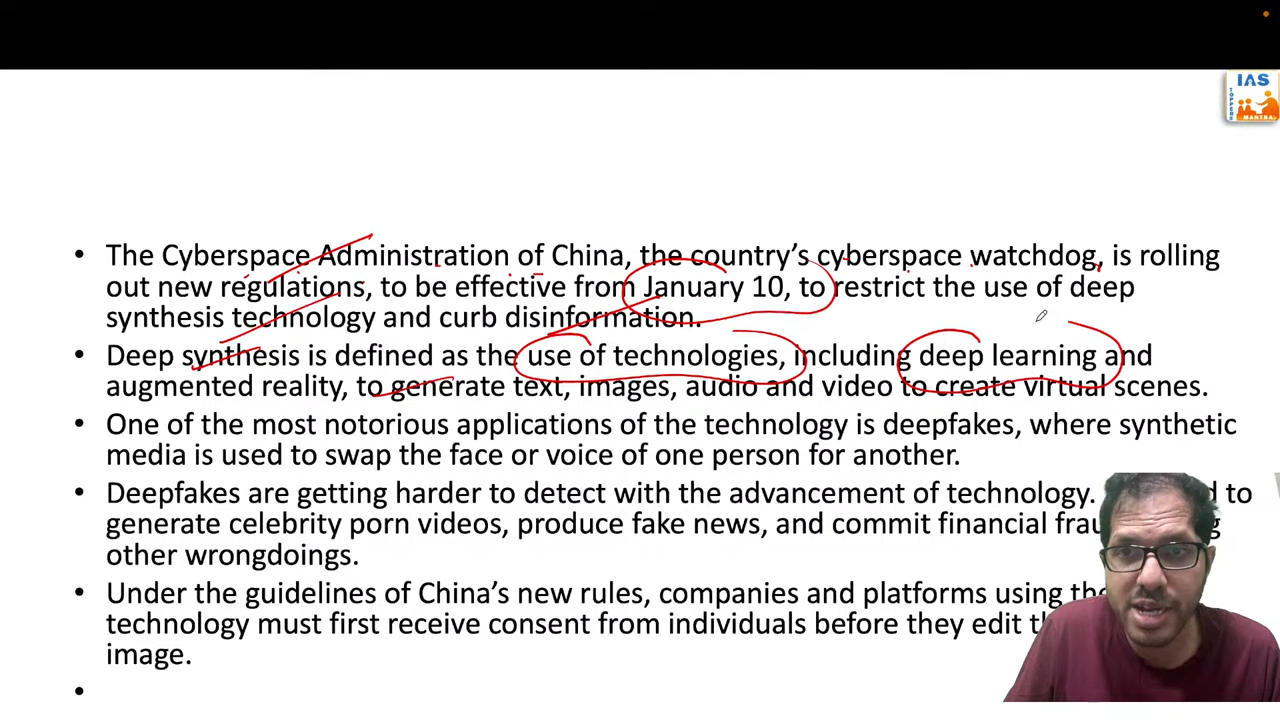 IAS
TOPPERS
MANTRA
• The Cyberspace Administration of China, the country’s cyberspace watchdog, is rolling
out new regulations, to be effective from January 10, to restrict the use of deep
synthesis technology and curb disinformation.
• Deep synthesis is defined as the use of technologies, including deep learning and
augmented reality, to generate text, images, audio and video to create virtual scenes.
• One of the most notorious applications of the technology is deepfakes, where synthetic
media is used to swap the face or voice of one person for another.
• Deepfakes are getting harder to detect with the advancement of technology. to
generate celebrity porn videos, produce fake news, and commit financial
other wrongdoings.
• Under the guidelines of China’s new rules, companies and platforms using
technology must first receive consent from individuals before they edit
image.
•